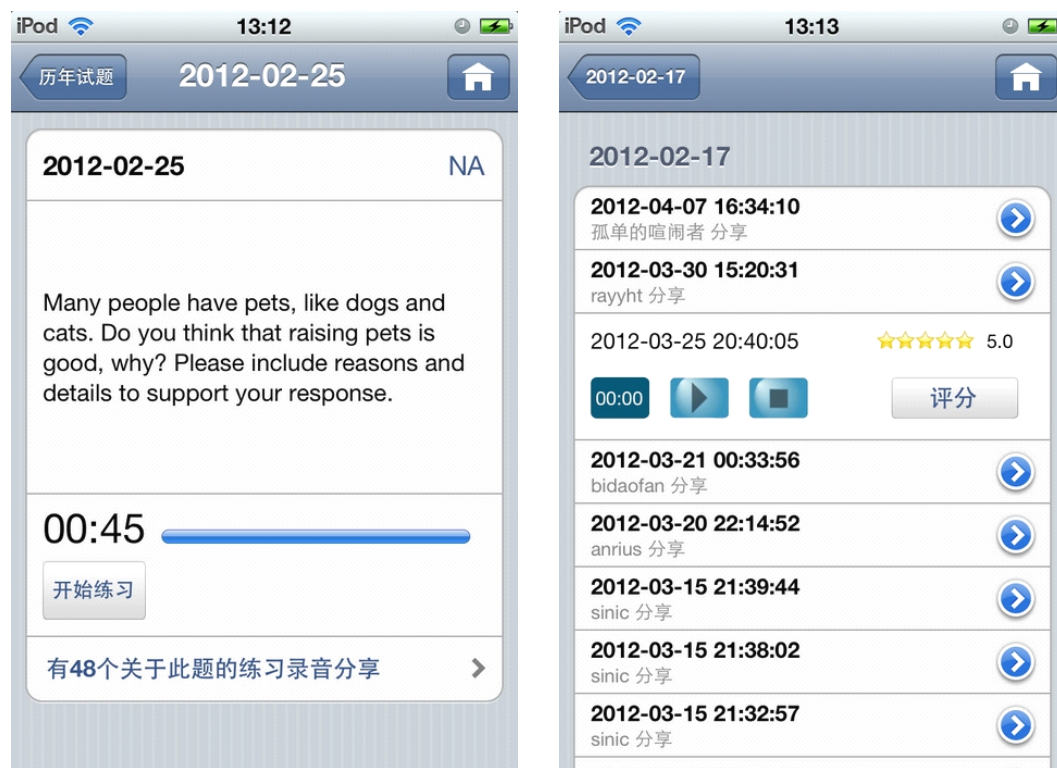 iPod 13:12
历年试题 2012-02-25
2012-02-25 NA
Many people have pets, like dogs and
cats. Do you think that raising pets is
good, why? Please include reasons and
details to support your response.
00:45
开始练习
有48个关于此题的练习录音分享
iPod 13:13
2012-02-17
2012-02-17
2012-04-07 16:34:10
孤单的喧闹者 分享
2012-03-30 15:20:31
rayyht 分享
2012-03-25 20:40:05 5.0
00:00 评分
2012-03-21 00:33:56
bidaofan 分享
2012-03-20 22:14:52
anrius 分享
2012-03-15 21:39:44
sinic 分享
2012-03-15 21:38:02
sinic 分享
2012-03-15 21:32:57
sinic 分享